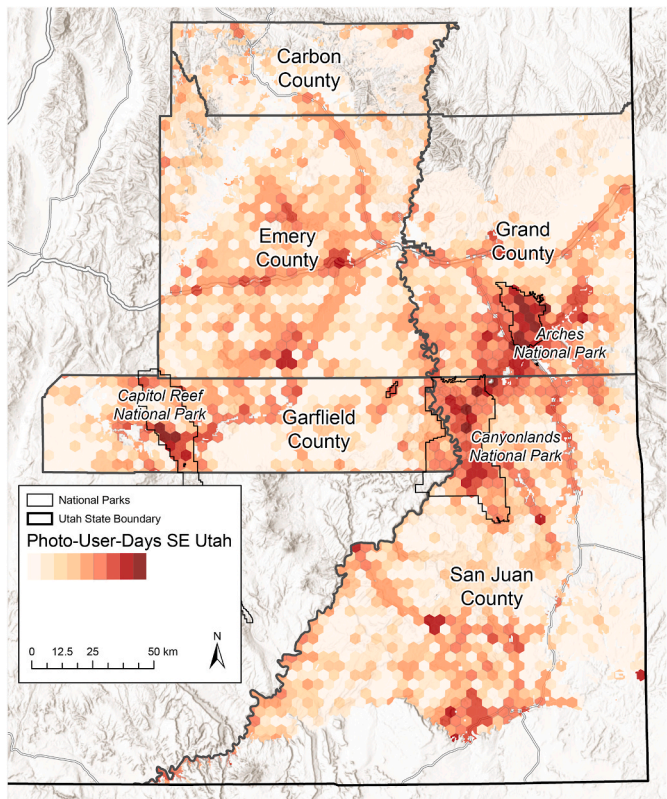 Carbon
County
Emery
County
Grand
County
Arches
National Park
Capitol Reef
National Park
Garflield
County
Canyonlands
National Park
National Parks
Utah State Boundary
Photo-User-Days SE Utah
San Juan
County
N
0 12.5 25 50 km